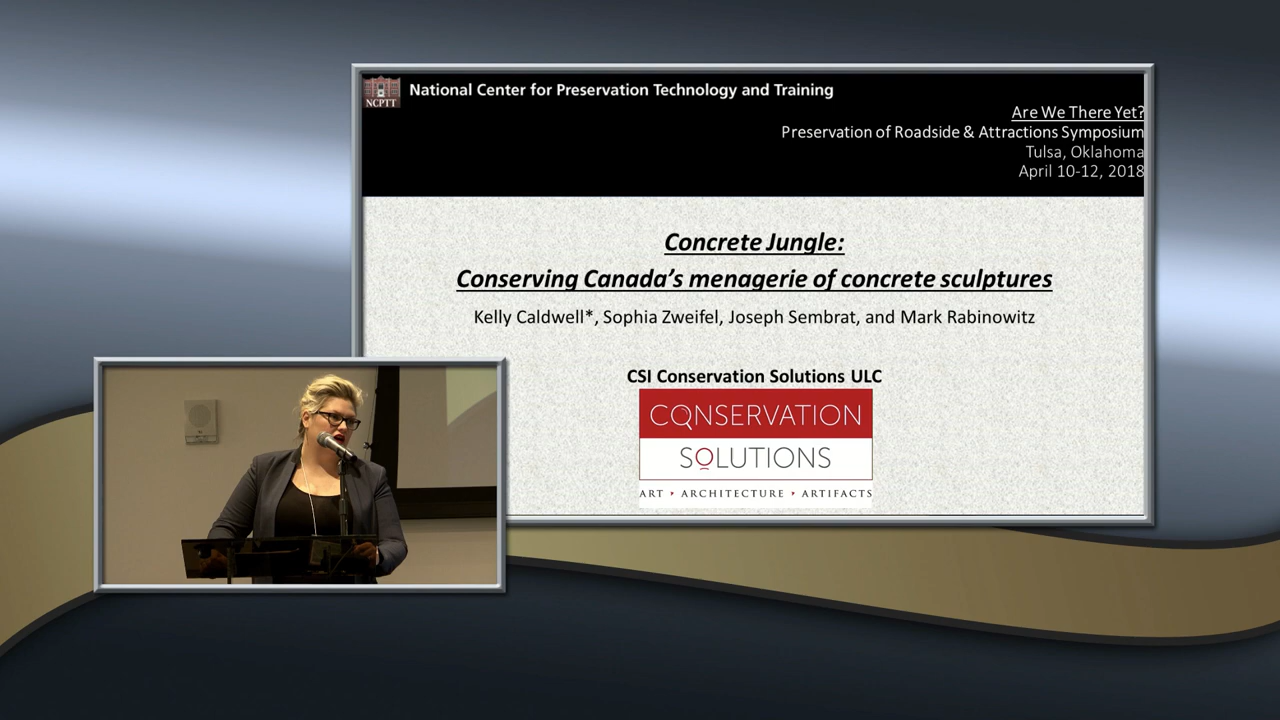 NCPTT
National Center for Preservation Technology and Training
Are We There Yet?
Preservation of Roadside & Attractions Symposium
Tulsa, Oklahoma
April 10-12, 2018
Concrete Jungle:
Conserving Canada’s menagerie of concrete sculptures
Kelly Caldwell*, Sophia Zweifel, Joseph Sembrat, and Mark Rabinowitz
CSI Conservation Solutions ULC
CONSERVATION
SOLUTIONS
ART ‣ ARCHITECTURE ‣ ARTIFACTS